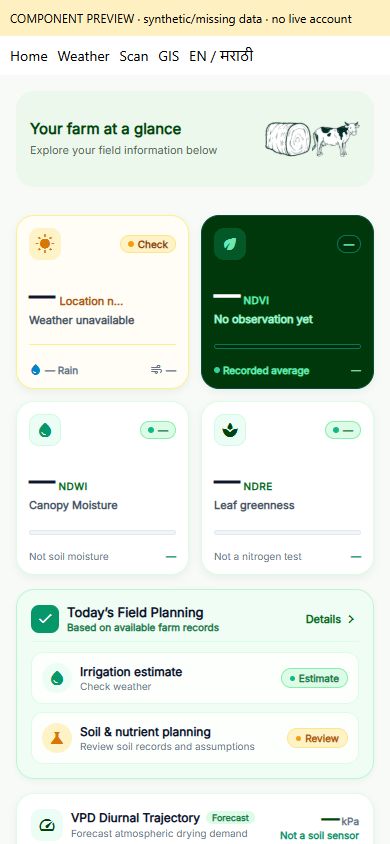 COMPONENT PREVIEW · synthetic/missing data · no live account
Home Weather Scan GIS EN / मराठी
Your farm at a glance
Explore your field information below
Check
— Location n...
Weather unavailable
— Rain —
—
— NDVI
No observation yet
Recorded average —
—
— NDWI
Canopy Moisture
Not soil moisture —
—
— NDRE
Leaf greenness
Not a nitrogen test —
Today’s Field Planning
Based on available farm records
Details >
Irrigation estimate
Check weather
Estimate
Soil & nutrient planning
Review soil records and assumptions
Review
VPD Diurnal Trajectory Forecast
Forecast atmospheric drying demand
— kPa
Not a soil sensor